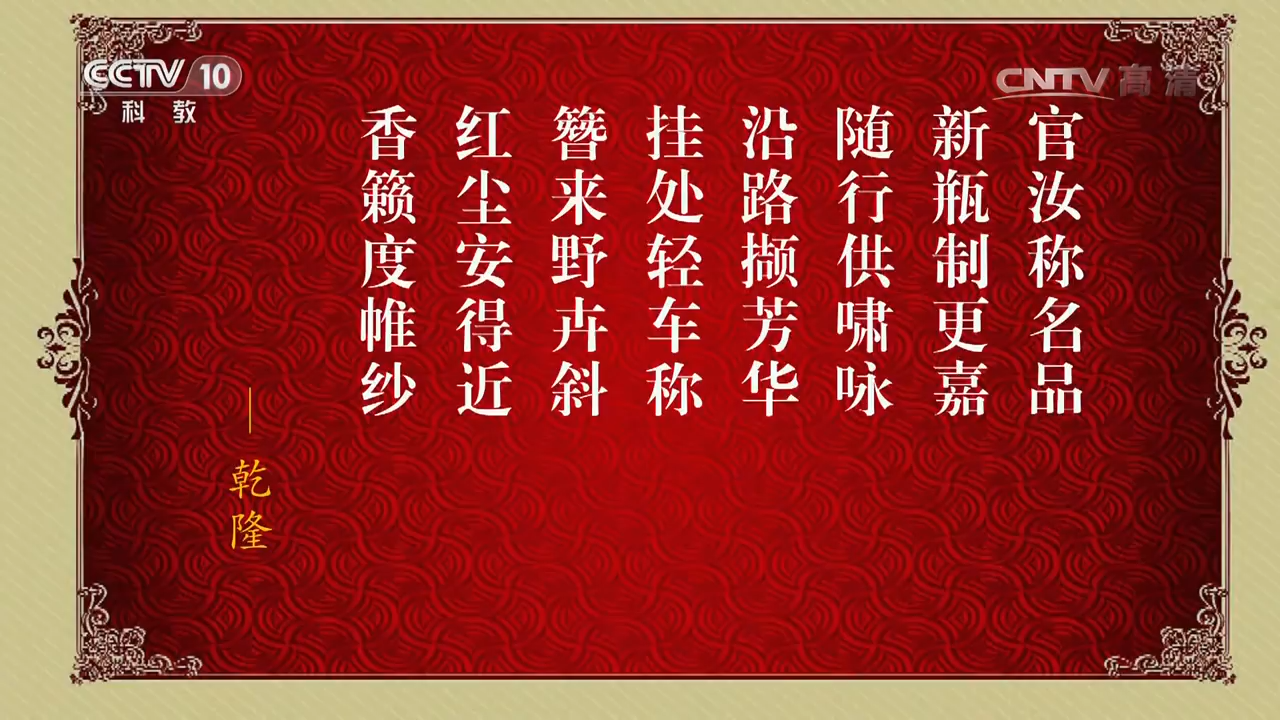 CCTV 10
科教
CNTV高清
官汝称名品
新瓶制更嘉
随行供啸咏
沿路撷芳华
挂处轻车称
簪来野卉斜
红尘安得近
香籁度帷纱
—乾隆